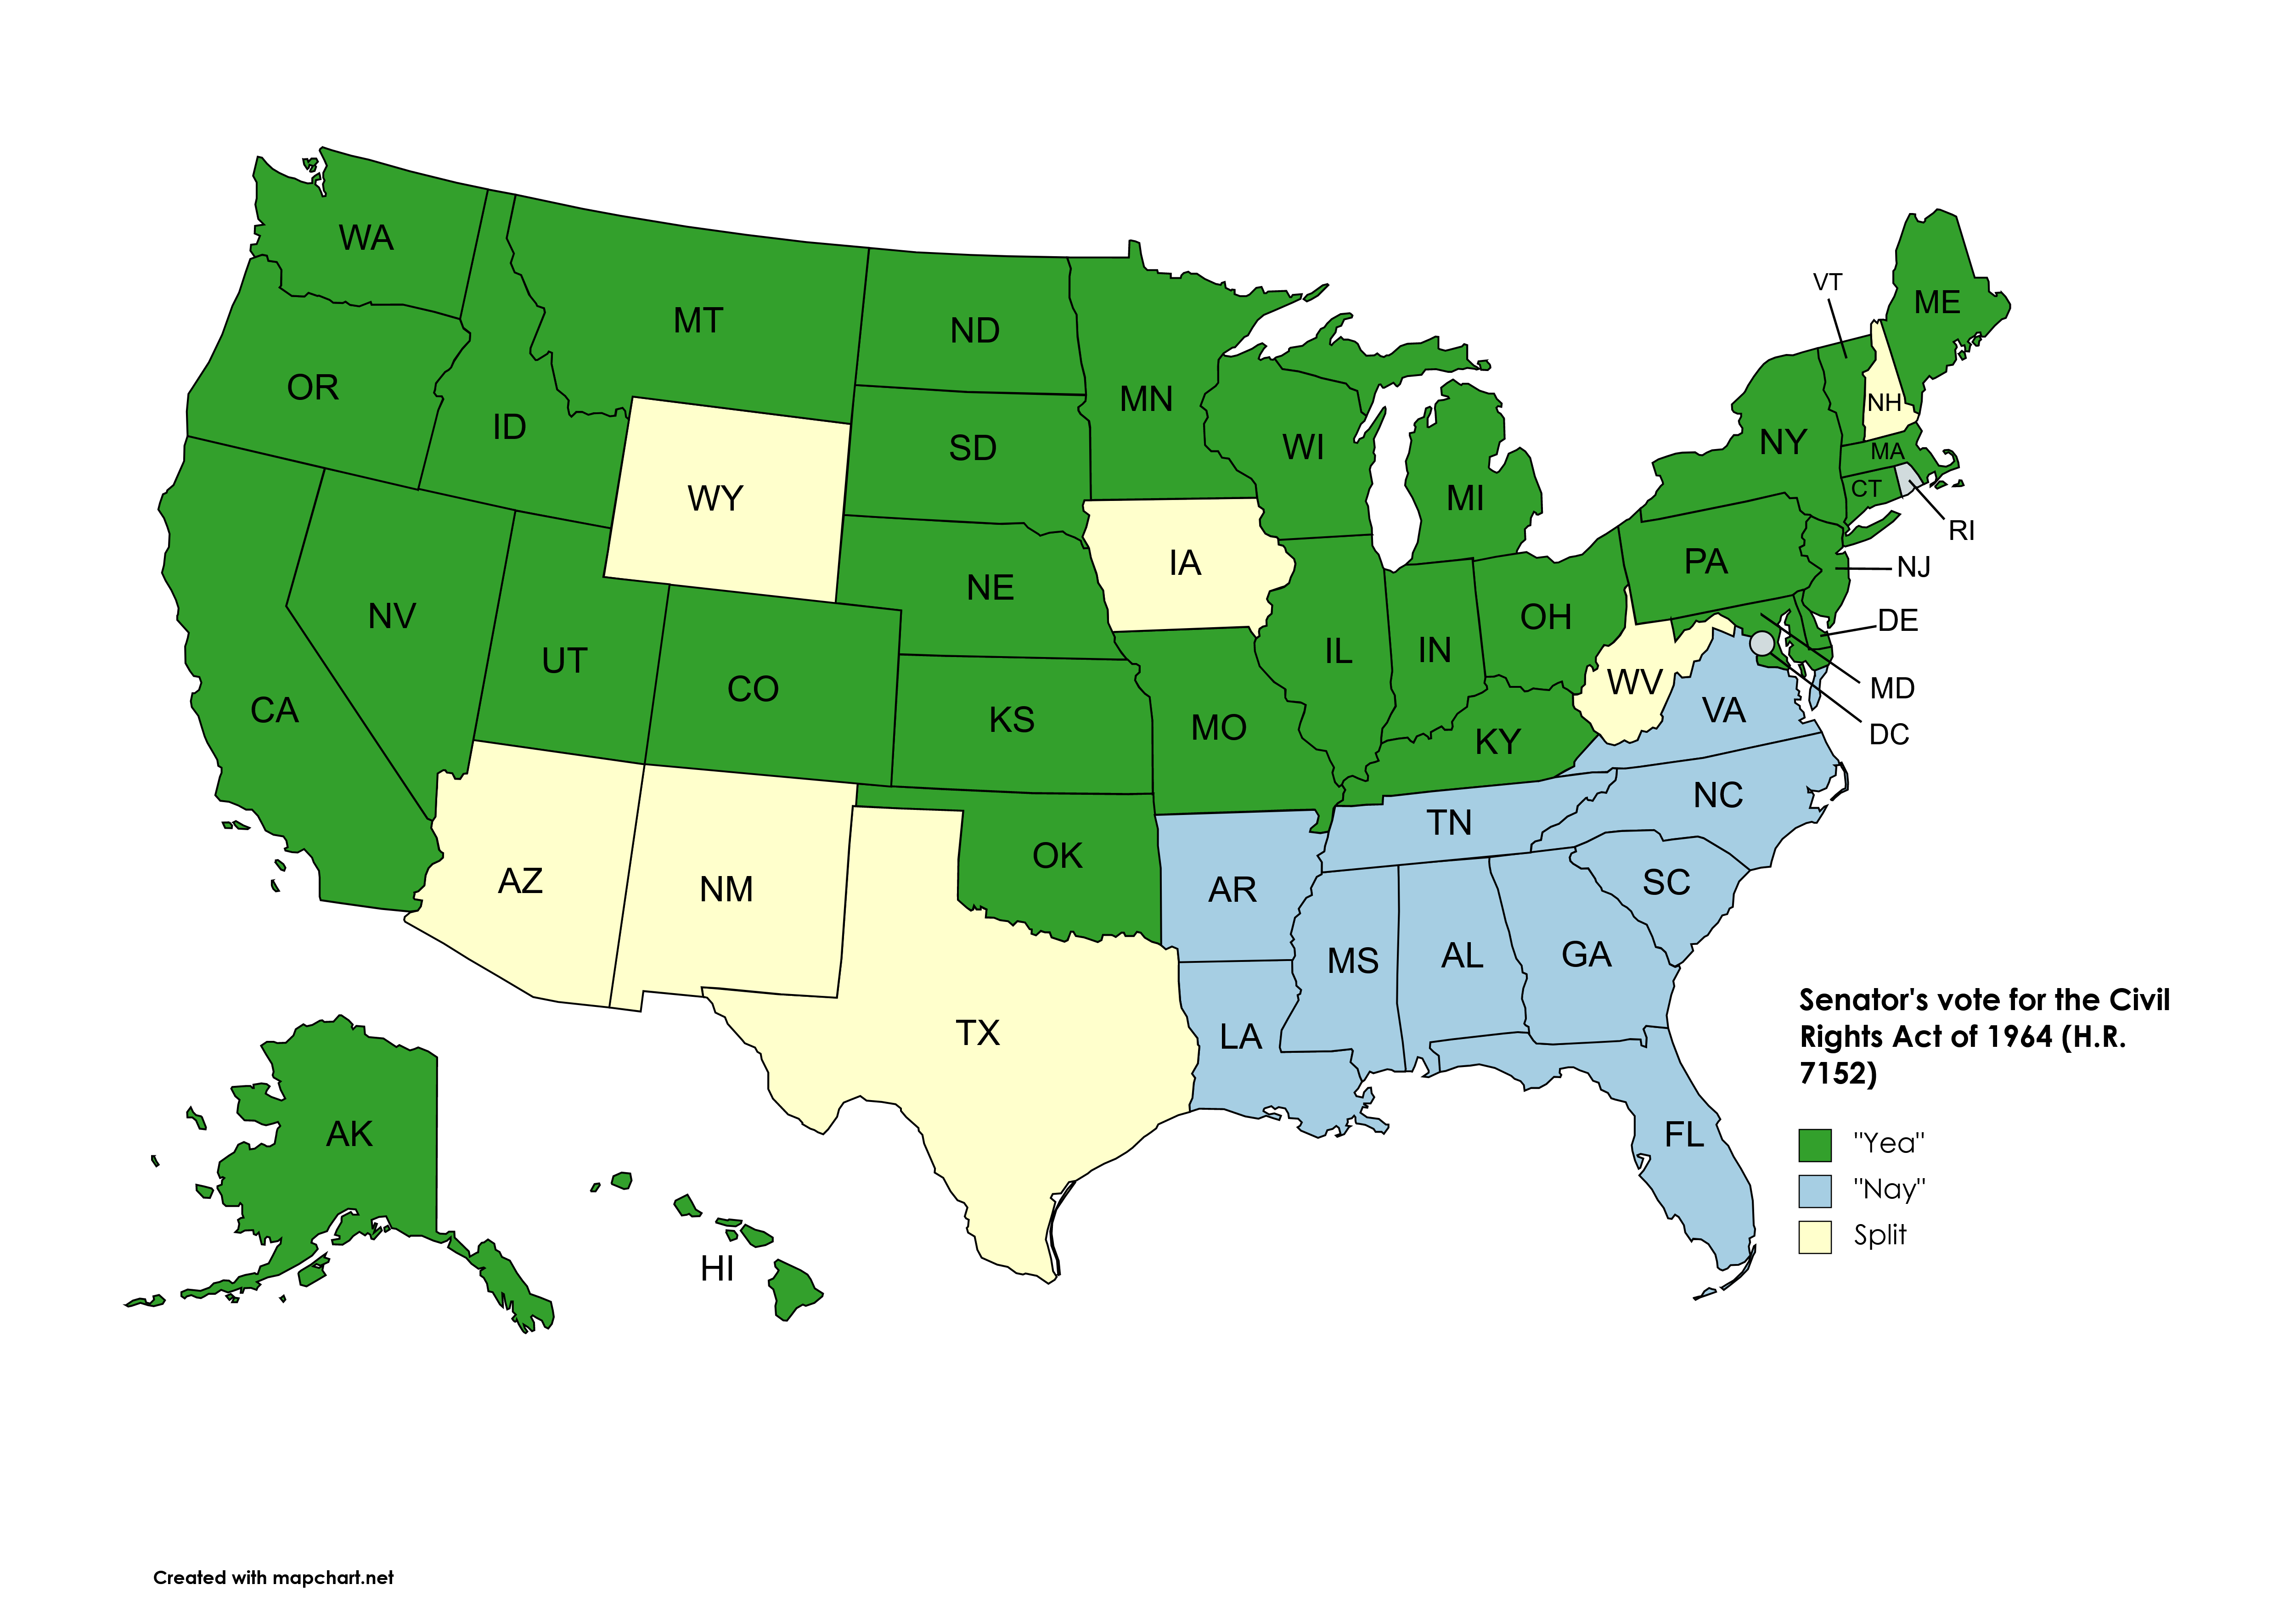 WA
MT
ND
MN
VT
ME
OR
ID
SD
WI
NY
NH
MA
WY
MI
CT
RI
IA
PA
NJ
NE
NV
OH
DE
UT
CO
IL
IN
WV
MD
CA
KS
MO
KY
VA
DC
TN
NC
AZ
NM
OK
AR
SC
MS
AL
GA
TX
LA
AK
HI
FL
Senator's vote for the Civil
Rights Act of 1964 (H.R.
7152)
"Yea"
"Nay"
Split
Created with mapchart.net